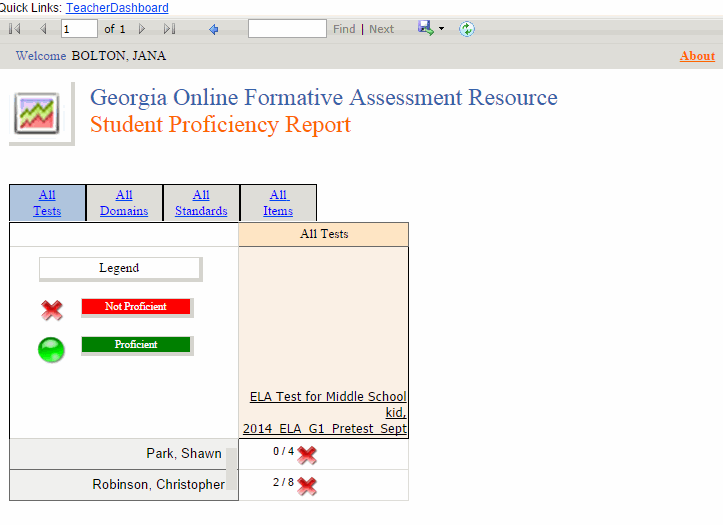 Quick Links: TeacherDashboard
1 of 1 Find | Next
Welcome BOLTON, JANA About
Georgia Online Formative Assessment Resource
Student Proficiency Report
All Tests All Domains All Standards All Items
All Tests
Legend
Not Proficient
Proficient
ELA Test for Middle School
kid,
2014_ELA_G1_Pretest_Sept
Park, Shawn 0 / 4
Robinson, Christopher 2 / 8